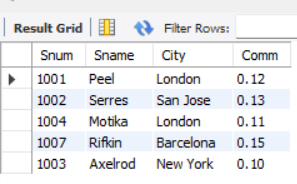 Result Grid Filter Rows:
Snum Sname City Comm
1001 Peel London 0.12
1002 Serres San Jose 0.13
1004 Motika London 0.11
1007 Rifkin Barcelona 0.15
1003 Axelrod New York 0.10